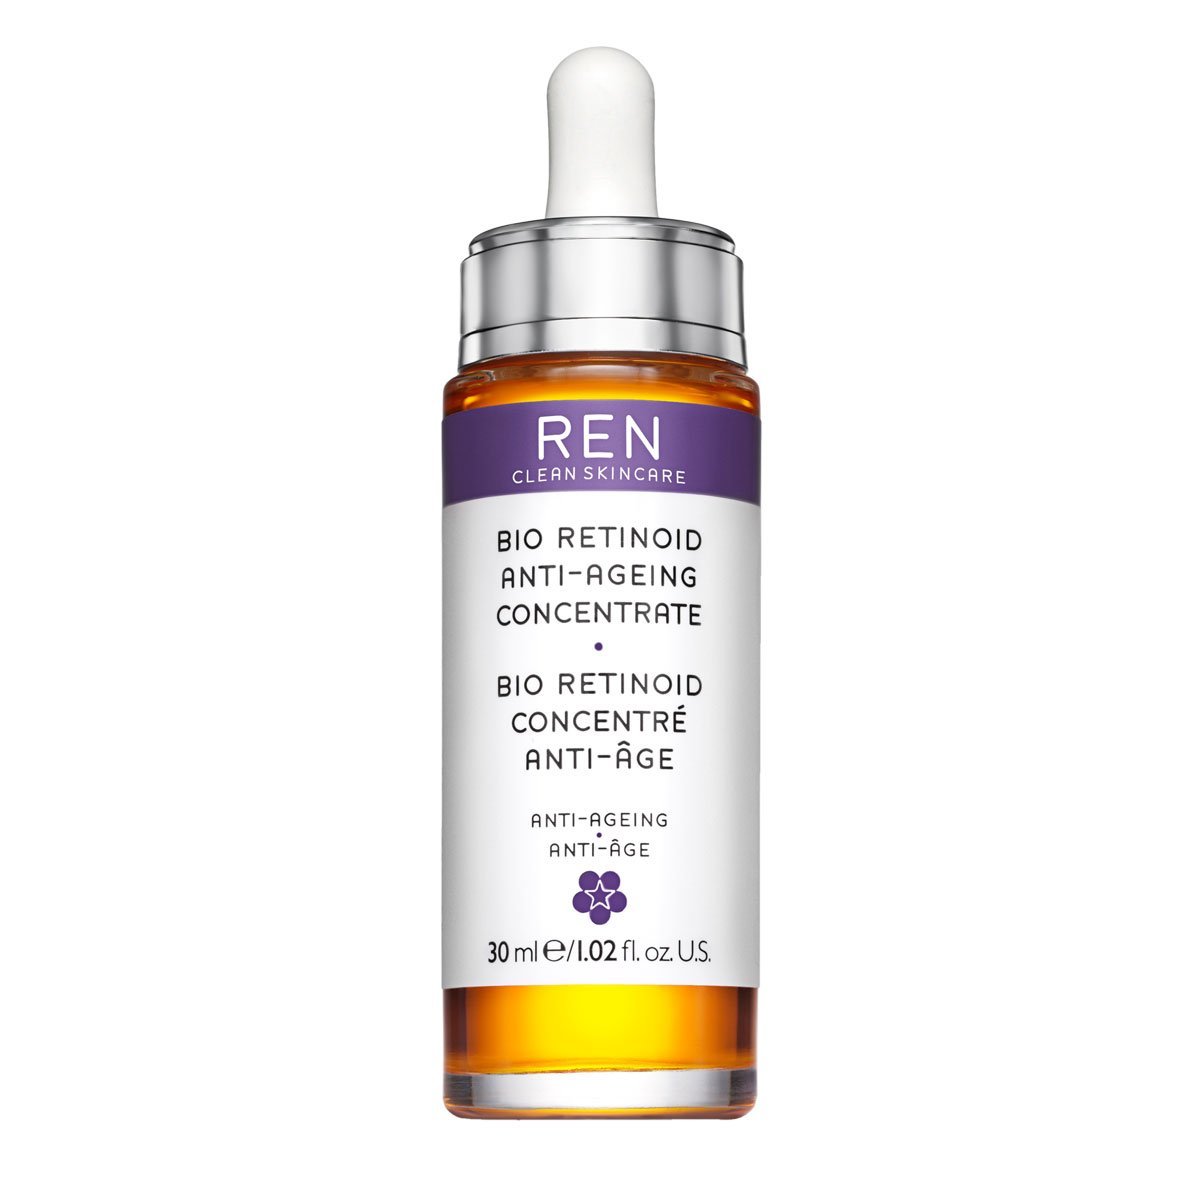 REN
CLEAN SKINCARE
BIO RETINOID
ANTI-AGEING
CONCENTRATE
•
BIO RETINOID
CONCENTRÉ
ANTI-ÂGE
ANTI-AGEING
•
ANTI-ÂGE
30 ml ℮/1.02 fl. oz. U.S.